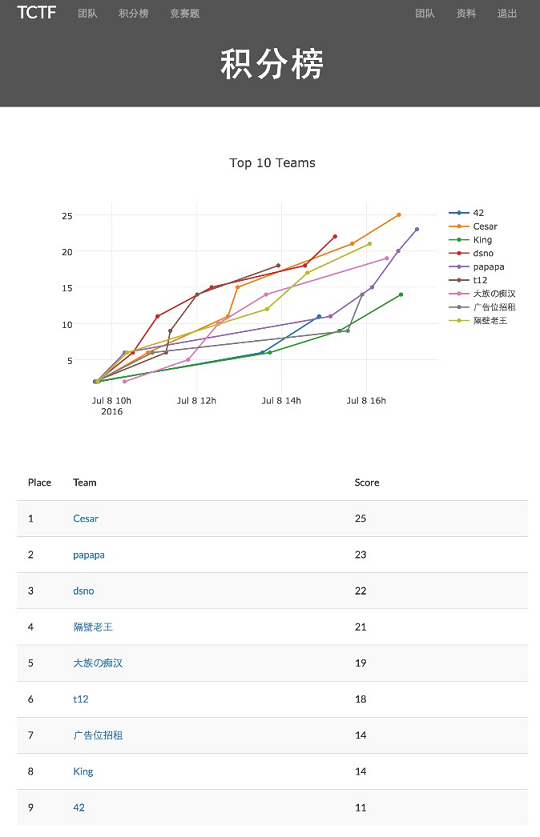 TCTF 团队 积分榜 竞赛题 团队 资料 退出
积分榜
Top 10 Teams
25
20
15
10
5
Jul 8 10h Jul 8 12h Jul 8 14h Jul 8 16h
2016
42
Cesar
King
dsno
papapa
t12
大族の痴汉
广告位招租
隔壁老王
Place Team Score
1 Cesar 25
2 papapa 23
3 dsno 22
4 隔壁老王 21
5 大族の痴汉 19
6 t12 18
7 广告位招租 14
8 King 14
9 42 11